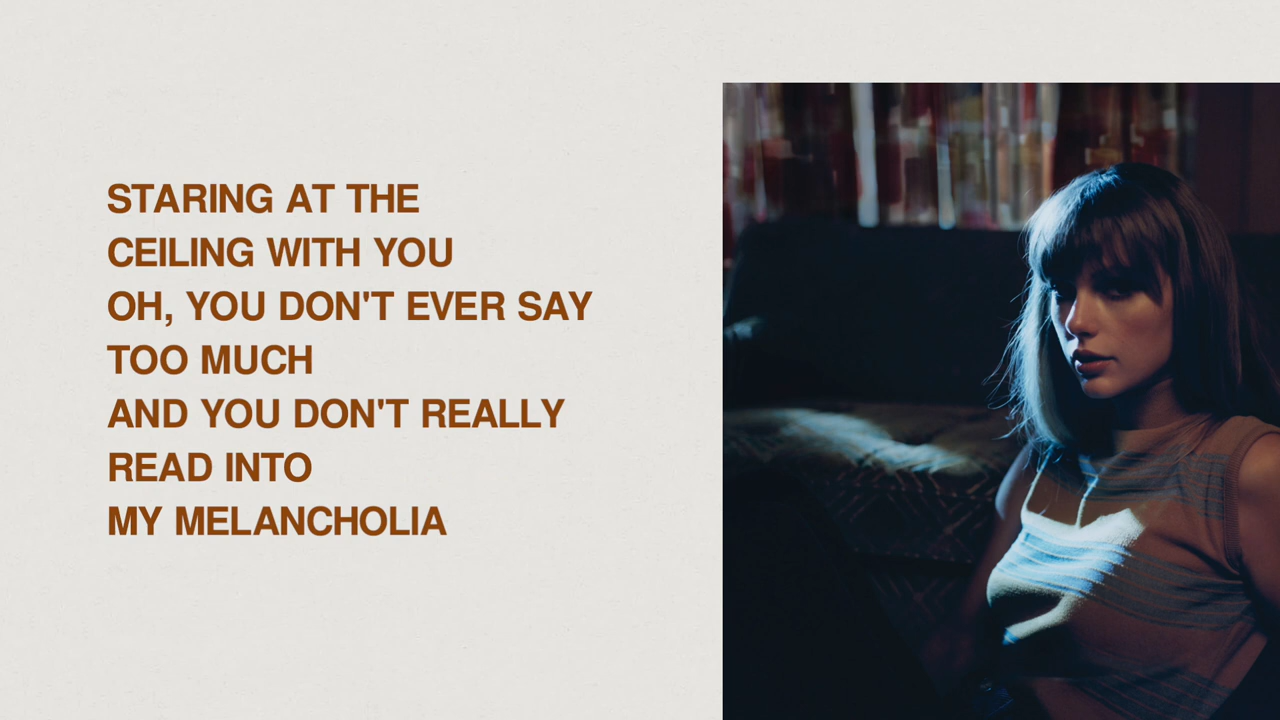 STARING AT THE
CEILING WITH YOU
OH, YOU DON'T EVER SAY
TOO MUCH
AND YOU DON'T REALLY
READ INTO
MY MELANCHOLIA